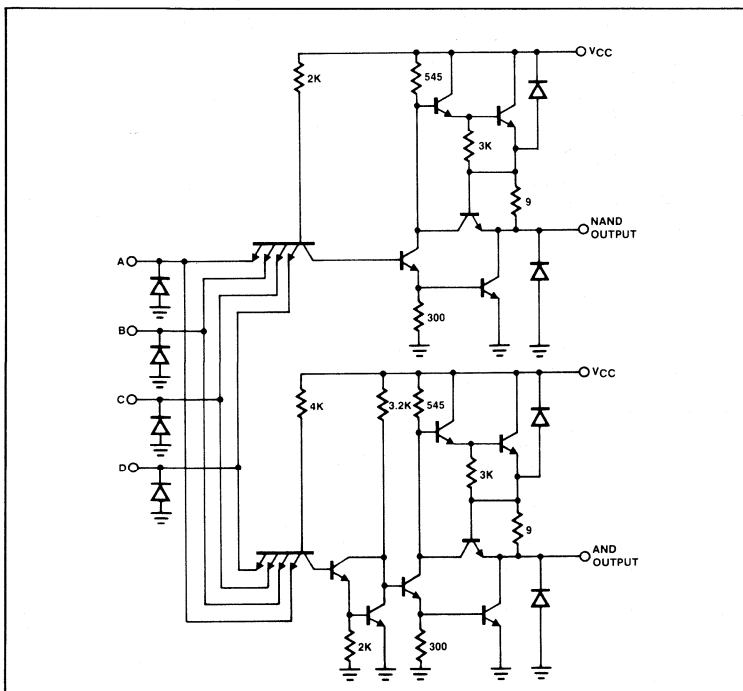 VCC
2K
545
3K
9
NAND
OUTPUT
A
300
B
VCC
C
4K
3.2K
545
D
3K
9
AND
OUTPUT
2K
300